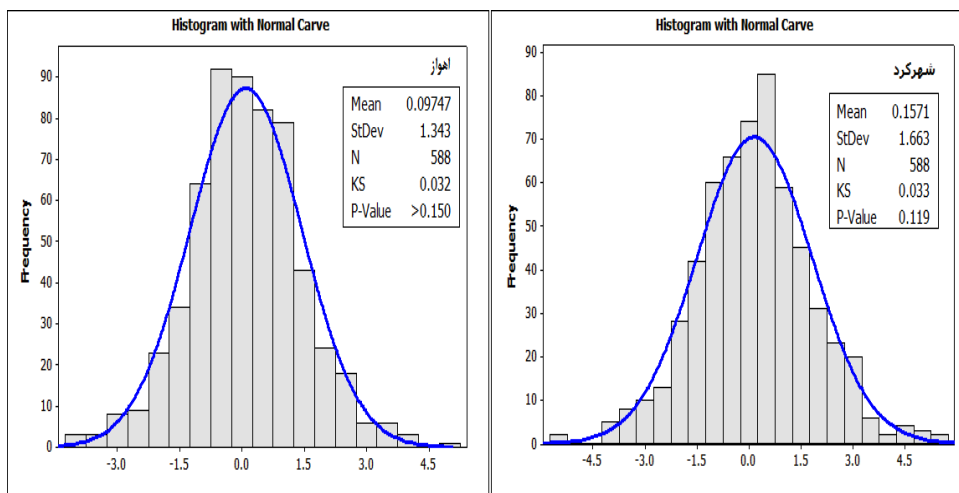 Histogram with Normal Carve
اهواز
Mean 0.09747
StDev 1.343
N 588
KS 0.032
P-Value >0.150
Frequency
90
80
70
60
50
40
30
20
10
0
-3.0 -1.5 0.0 1.5 3.0 4.5
Histogram with Normal Carve
شهرکرد
Mean 0.1571
StDev 1.663
N 588
KS 0.033
P-Value 0.119
Frequency
90
80
70
60
50
40
30
20
10
0
-4.5 -3.0 -1.5 0.0 1.5 3.0 4.5